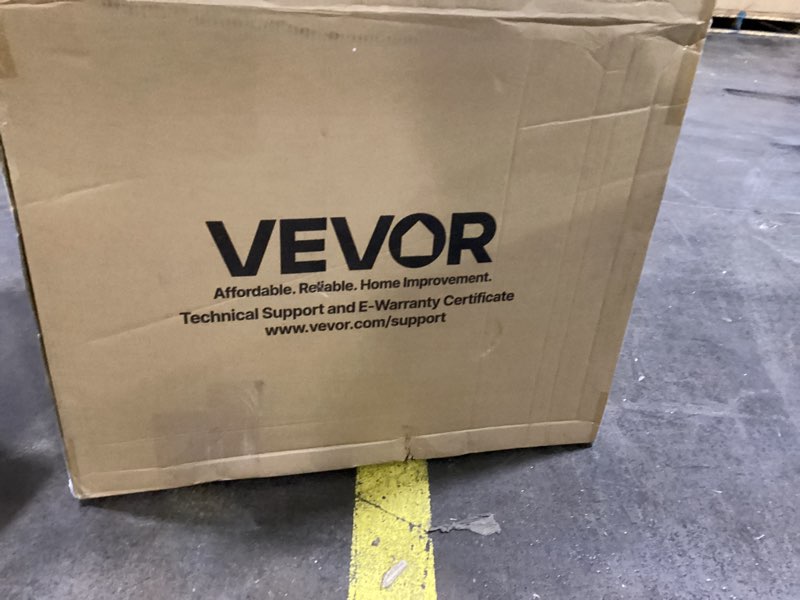 VEVOR
Affordable. Reliable. Home Improvement.
Technical Support and E-Warranty Certificate
www.vevor.com/support